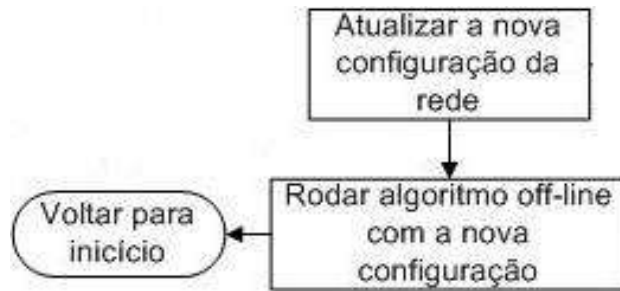 Atualizar a nova
configuração da
rede
Rodar algoritmo off-line
com a nova
configuração
Voltar para
inicício